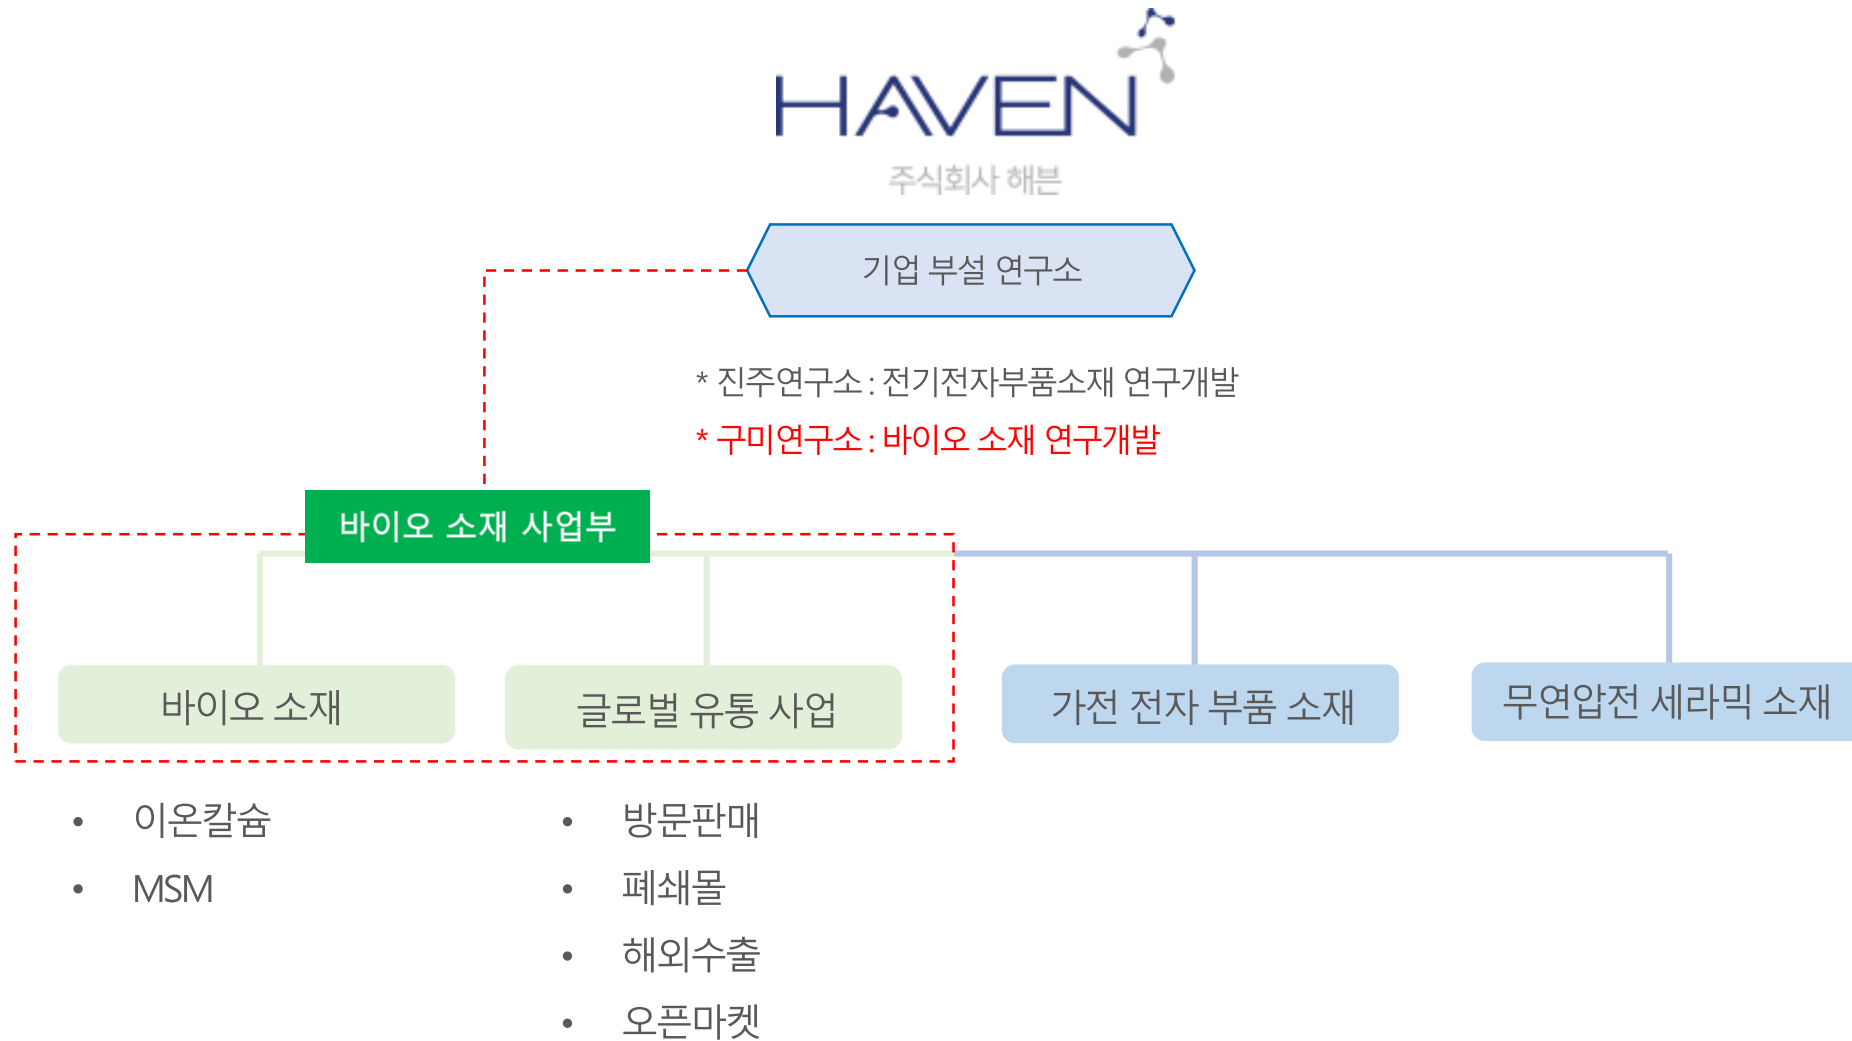 HAVEN
주식회사 해븐
기업 부설 연구소
* 진주연구소 : 전기전자부품소재 연구개발
* 구미연구소 : 바이오 소재 연구개발
바이오 소재 사업부
바이오 소재
글로벌 유통 사업
가전 전자 부품 소재
무연압전 세라믹 소재
• 이온칼슘
• MSM
• 방문판매
• 폐쇄몰
• 해외수출
• 오픈마켓